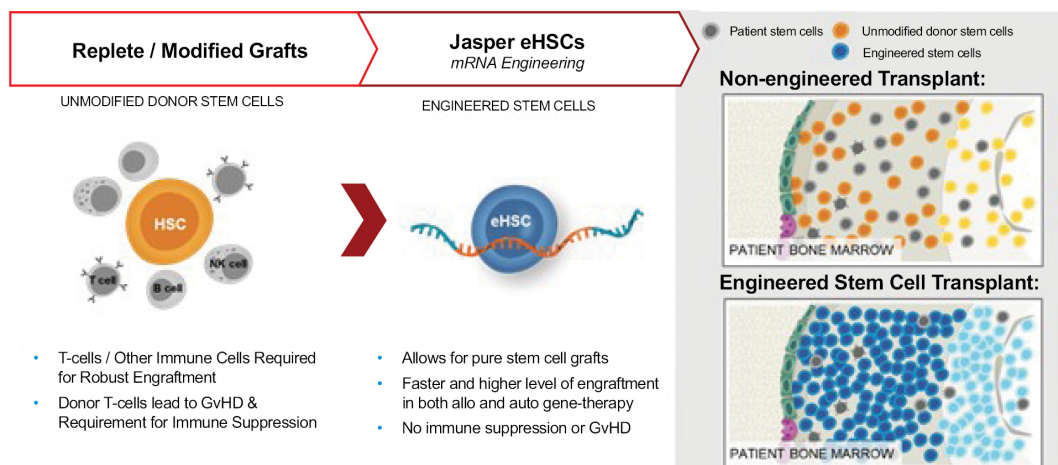 Replete / Modified Grafts
Jasper eHSCs
mRNA Engineering
UNMODIFIED DONOR STEM CELLS
ENGINEERED STEM CELLS
HSC
T cell
B cell
NK cell
eHSC
• T-cells / Other Immune Cells Required
for Robust Engraftment
• Donor T-cells lead to GvHD &
Requirement for Immune Suppression
• Allows for pure stem cell grafts
• Faster and higher level of engraftment
in both allo and auto gene-therapy
• No immune suppression or GvHD
Patient stem cells
Unmodified donor stem cells
Engineered stem cells
Non-engineered Transplant:
PATIENT BONE MARROW
Engineered Stem Cell Transplant:
PATIENT BONE MARROW